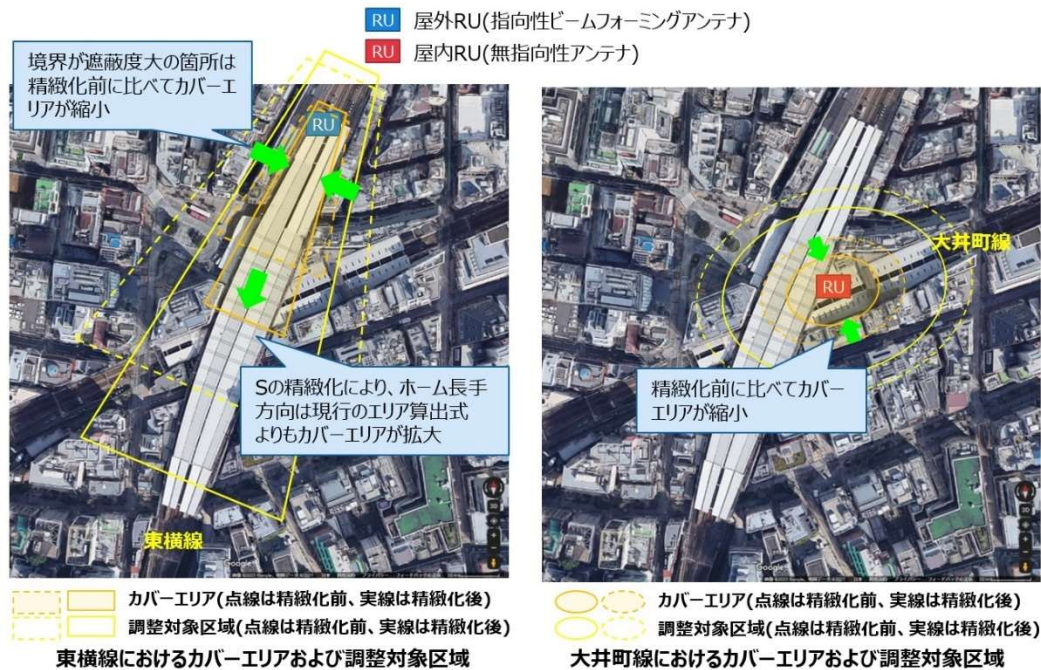 RU 屋外RU(指向性ビームフォーミングアンテナ)
RU 屋内RU(無指向性アンテナ)
境界が遮蔽度大の箇所は
精緻化前に比べてカバーエ
リアが縮小
RU
Sの精緻化により、ホーム長手
方向は現行のエリア算出式
よりもカバーエリアが拡大
東横線
Google
カバーエリア(点線は精緻化前、実線は精緻化後)
調整対象区域(点線は精緻化前、実線は精緻化後)
東横線におけるカバーエリアおよび調整対象区域
大井町線
RU
精緻化前に比べてカバー
エリアが縮小
Google
カバーエリア(点線は精緻化前、実線は精緻化後)
調整対象区域(点線は精緻化前、実線は精緻化後)
大井町線におけるカバーエリアおよび調整対象区域